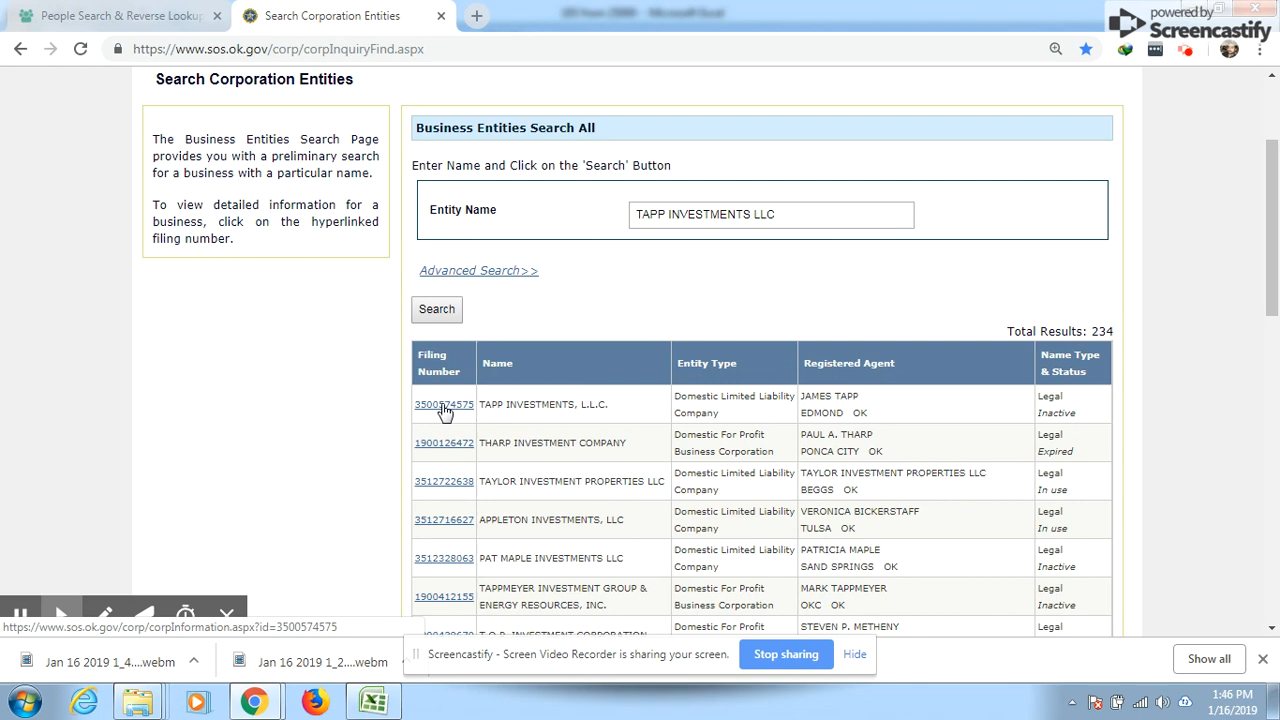 People Search & Reverse Lookup
Search Corporation Entities
powered by
Screencastify
https://www.sos.ok.gov/corp/corpInquiryFind.aspx
Search Corporation Entities
The Business Entities Search Page
provides you with a preliminary search
for a business with a particular name.
To view detailed information for a
business, click on the hyperlinked
filing number.
Business Entities Search All
Enter Name and Click on the 'Search' Button
Entity Name
TAPP INVESTMENTS LLC
Advanced Search>>
Search
Total Results: 234
Filing Number Name Entity Type Registered Agent Name Type & Status
3500574575 TAPP INVESTMENTS, L.L.C. Domestic Limited Liability Company JAMES TAPP EDMOND OK Legal Inactive
1900126472 THARP INVESTMENT COMPANY Domestic For Profit Business Corporation PAUL A. THARP PONCA CITY OK Legal Expired
3512722638 TAYLOR INVESTMENT PROPERTIES LLC Domestic Limited Liability Company TAYLOR INVESTMENT PROPERTIES LLC BEGGS OK Legal In use
3512716627 APPLETON INVESTMENTS, LLC Domestic Limited Liability Company VERONICA BICKERSTAFF TULSA OK Legal In use
3512328063 PAT MAPLE INVESTMENTS LLC Domestic Limited Liability Company PATRICIA MAPLE SAND SPRINGS OK Legal Inactive
1900412155 TAPPMEYER INVESTMENT GROUP & ENERGY RESOURCES, INC. Domestic For Profit Business Corporation MARK TAPPMEYER OKC OK Legal Inactive
Domestic For Profit STEVEN P. METHENY Legal
https://www.sos.ok.gov/corp/corpInformation.aspx?id=3500574575
Jan 16 2019 1_4....webm
Jan 16 2019 1_2....webm
Screencastify - Screen Video Recorder is sharing your screen.
Stop sharing
Hide
Show all
1:46 PM
1/16/2019